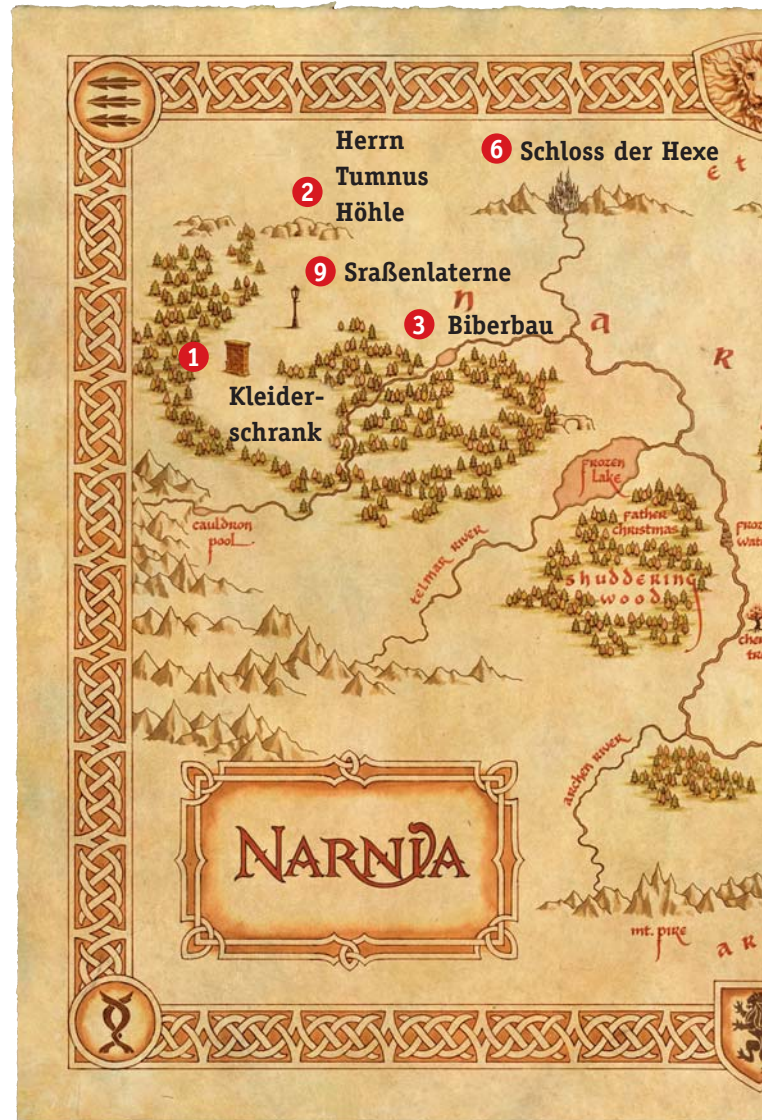 Herrn
Tumnus
Höhle
2
6 Schloss der Hexe
E t
9 Sraßenlaterne
n
a
R
3 Biberbau
1
Kleider-
schrank
frozen
Lake
cauldron
pool
father
christmas
telmar river
shuddering
wood
archen river
NARNIA
mt. pire
A R